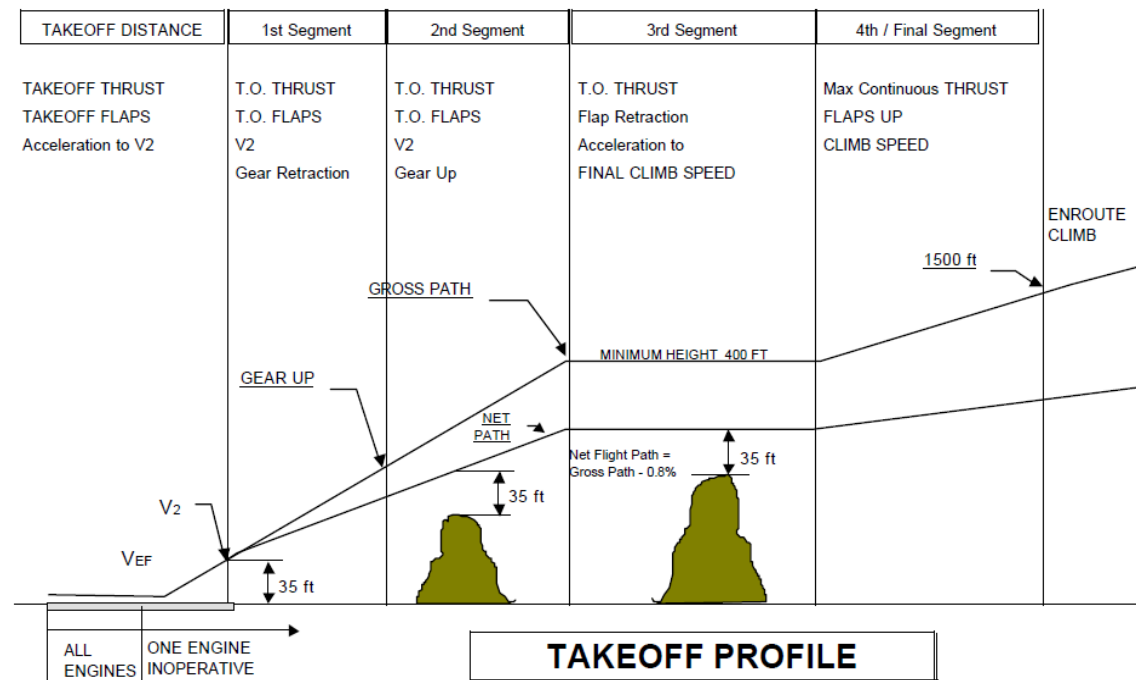 TAKEOFF DISTANCE
1st Segment
2nd Segment
3rd Segment
4th / Final Segment
TAKEOFF THRUST
TAKEOFF FLAPS
Acceleration to V2
T.O. THRUST
T.O. FLAPS
V2
Gear Retraction
T.O. THRUST
T.O. FLAPS
V2
Gear Up
T.O. THRUST
Flap Retraction
Acceleration to
FINAL CLIMB SPEED
Max Continuous THRUST
FLAPS UP
CLIMB SPEED
ENROUTE
CLIMB
1500 ft
GROSS PATH
MINIMUM HEIGHT 400 FT
GEAR UP
NET
PATH
Net Flight Path =
Gross Path - 0.8%
35 ft
35 ft
V2
VEF
35 ft
ALL
ENGINES
ONE ENGINE
INOPERATIVE
TAKEOFF PROFILE